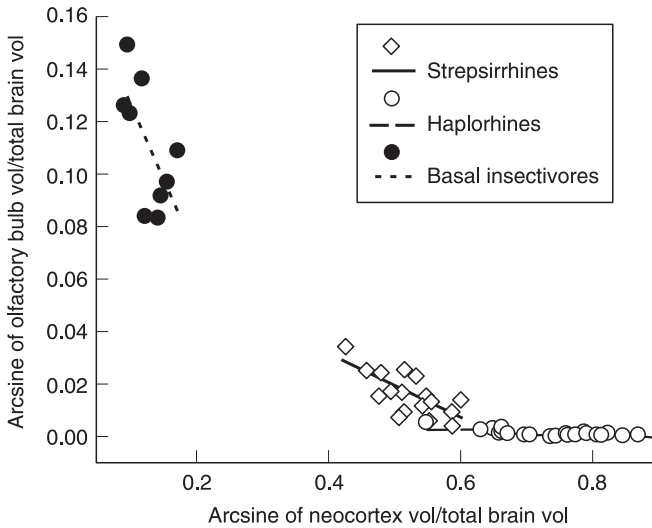 0.16
0.14
0.12
0.10
0.08
0.06
0.04
0.02
0.00
0.2
0.4
0.6
0.8
Arcsine of olfactory bulb vol/total brain vol
Arcsine of neocortex vol/total brain vol
Strepsirrhines
Haplorhines
Basal insectivores